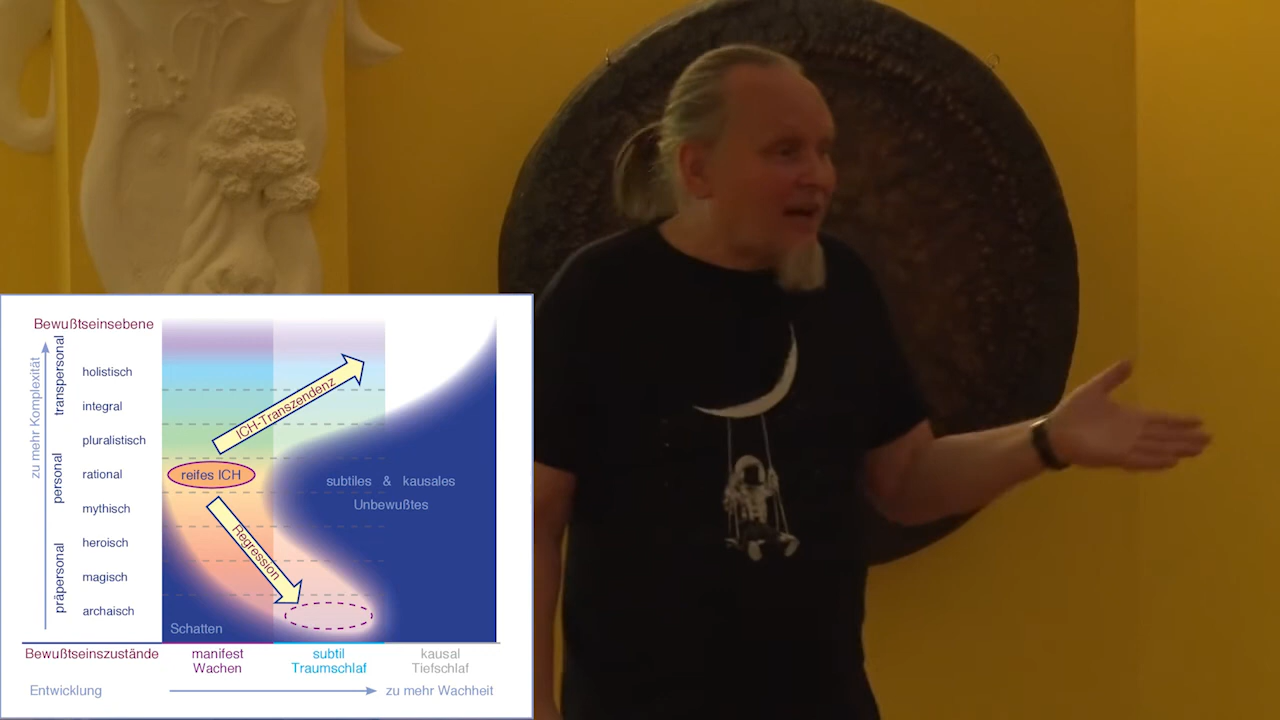 Bewußtseinsebene
zu mehr Komplexität
transpersonal
personal
präpersonal
holistisch
integral
pluralistisch
rational
mythisch
heroisch
magisch
archaisch
ICH-Transzendenz
reifes ICH
Regression
subtiles & kausales
Unbewußtes
Schatten
Bewußtseinszustände
manifest
Wachen
subtil
Traumschlaf
kausal
Tiefschlaf
Entwicklung
zu mehr Wachheit